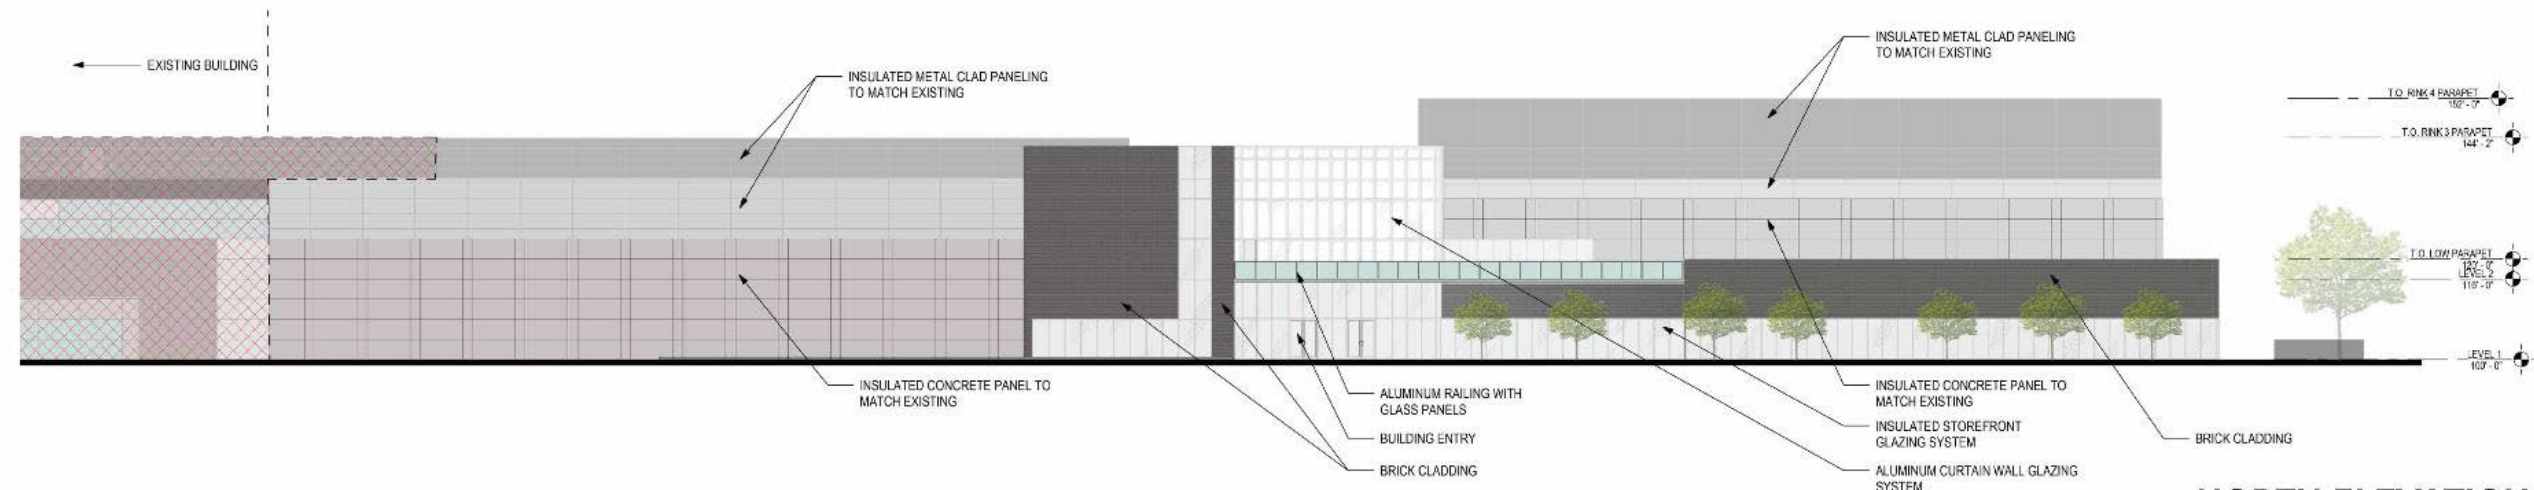 EXISTING BUILDING
INSULATED METAL CLAD PANELING
TO MATCH EXISTING
INSULATED METAL CLAD PANELING
TO MATCH EXISTING
T.O. RINK 4 PARAPET
152' - 0"
T.O. RINK 3 PARAPET
144' - 2"
T.O. LOW PARAPET
LEVEL 2
116' - 0"
LEVEL 1
100' - 0"
INSULATED CONCRETE PANEL TO
MATCH EXISTING
ALUMINUM RAILING WITH
GLASS PANELS
BUILDING ENTRY
BRICK CLADDING
INSULATED CONCRETE PANEL TO
MATCH EXISTING
INSULATED STOREFRONT
GLAZING SYSTEM
ALUMINUM CURTAIN WALL GLAZING
SYSTEM
BRICK CLADDING
NORTH ELEVATION